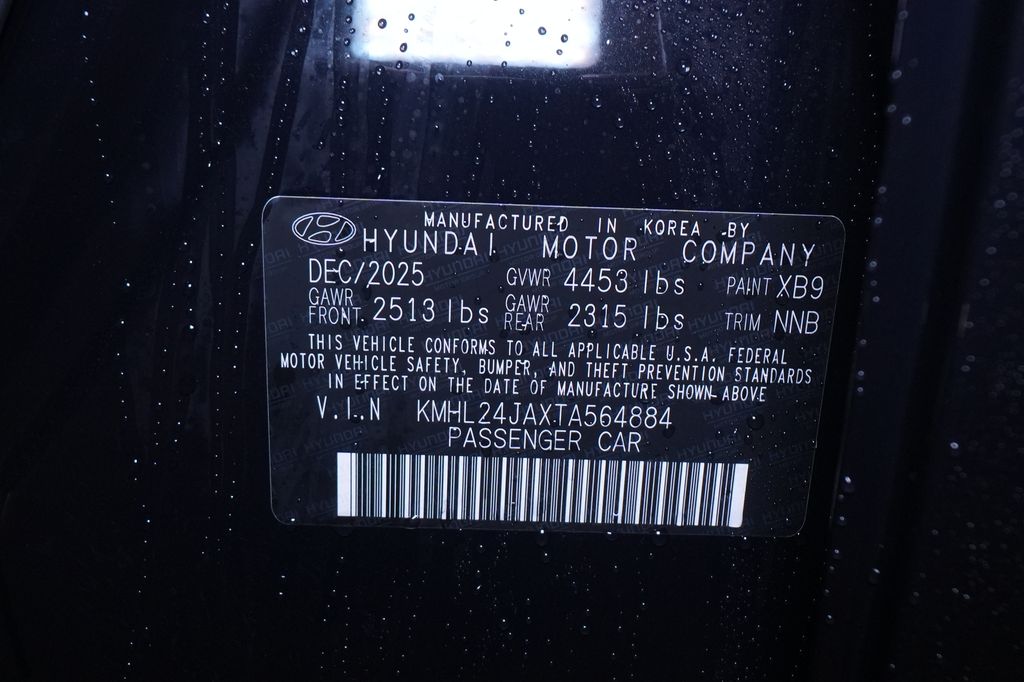 MANUFACTURED IN KOREA BY
HYUNDAI MOTOR COMPANY
DEC/2025 GVWR 4453 lbs PAINT XB9
GAWR FRONT 2513 lbs GAWR REAR 2315 lbs TRIM NNB
THIS VEHICLE CONFORMS TO ALL APPLICABLE U.S.A. FEDERAL
MOTOR VEHICLE SAFETY, BUMPER, AND THEFT PREVENTION STANDARDS
IN EFFECT ON THE DATE OF MANUFACTURE SHOWN ABOVE
V.I.N KMHL24JAXTA564884
PASSENGER CAR